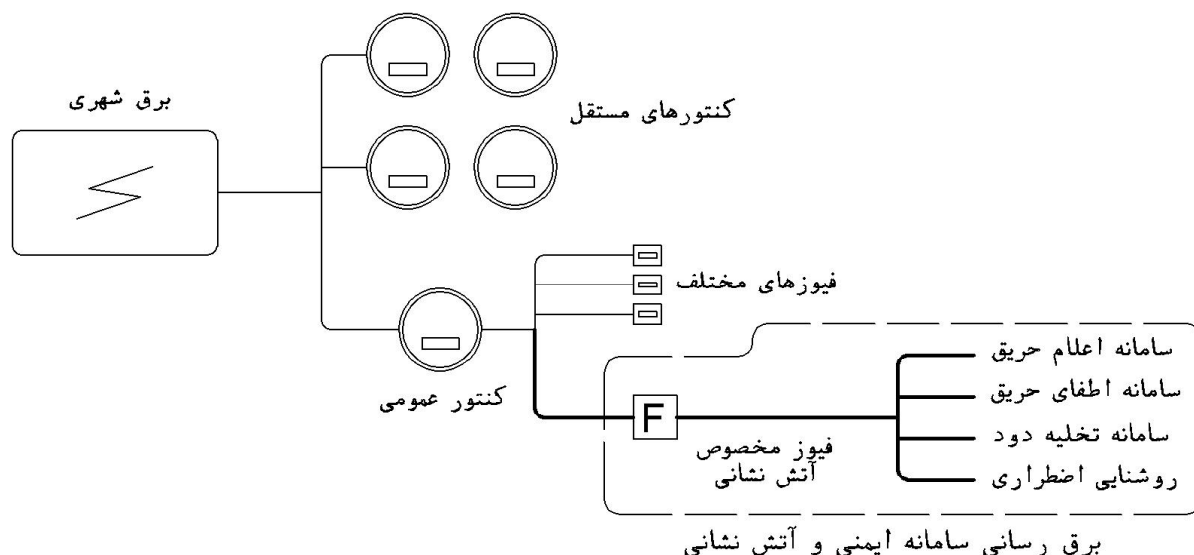 برق شهری
کنتورهای مستقل
فیوزهای مختلف
کنتور عمومی
F
فیوز مخصوص
آتش نشانی
سامانه اعلام حریق
سامانه اطفای حریق
سامانه تخلیه دود
روشنایی اضطراری
برق رسانی سامانه ایمنی و آتش نشانی